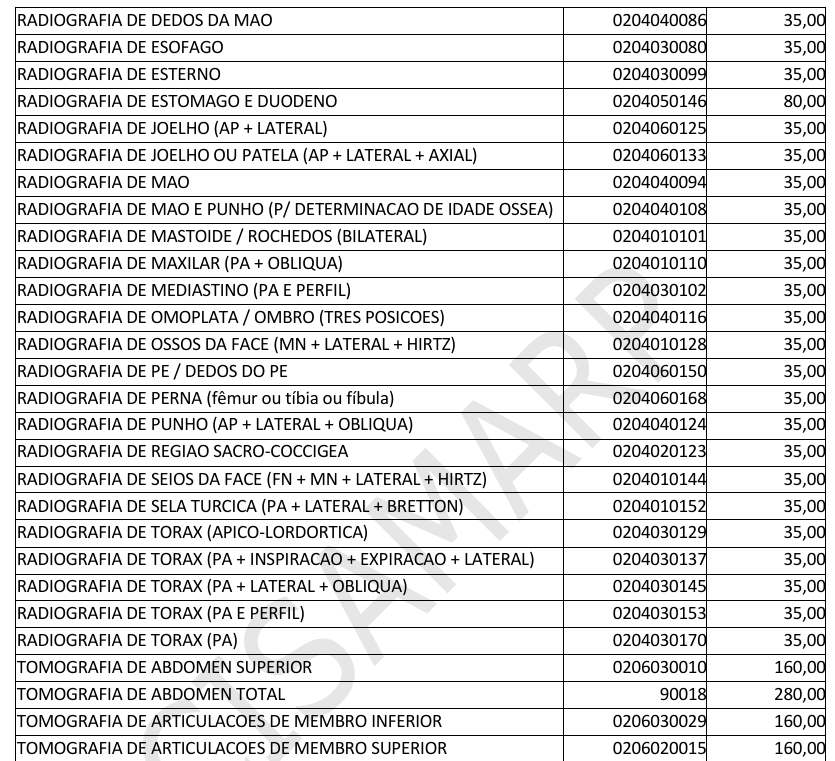 RADIOGRAFIA DE DEDOS DA MAO 0204040086 35,00
RADIOGRAFIA DE ESOFAGO 0204030080 35,00
RADIOGRAFIA DE ESTERNO 0204030099 35,00
RADIOGRAFIA DE ESTOMAGO E DUODENO 0204050146 80,00
RADIOGRAFIA DE JOELHO (AP + LATERAL) 0204060125 35,00
RADIOGRAFIA DE JOELHO OU PATELA (AP + LATERAL + AXIAL) 0204060133 35,00
RADIOGRAFIA DE MAO 0204040094 35,00
RADIOGRAFIA DE MAO E PUNHO (P/ DETERMINACAO DE IDADE OSSEA) 0204040108 35,00
RADIOGRAFIA DE MASTOIDE / ROCHEDOS (BILATERAL) 0204010101 35,00
RADIOGRAFIA DE MAXILAR (PA + OBLIQUA) 0204010110 35,00
RADIOGRAFIA DE MEDIASTINO (PA E PERFIL) 0204030102 35,00
RADIOGRAFIA DE OMOPLATA / OMBRO (TRES POSICOES) 0204040116 35,00
RADIOGRAFIA DE OSSOS DA FACE (MN + LATERAL + HIRTZ) 0204010128 35,00
RADIOGRAFIA DE PE / DEDOS DO PE 0204060150 35,00
RADIOGRAFIA DE PERNA (fêmur ou tíbia ou fíbula) 0204060168 35,00
RADIOGRAFIA DE PUNHO (AP + LATERAL + OBLIQUA) 0204040124 35,00
RADIOGRAFIA DE REGIAO SACRO-COCCIGEA 0204020123 35,00
RADIOGRAFIA DE SEIOS DA FACE (FN + MN + LATERAL + HIRTZ) 0204010144 35,00
RADIOGRAFIA DE SELA TURCICA (PA + LATERAL + BRETTON) 0204010152 35,00
RADIOGRAFIA DE TORAX (APICO-LORDORTICA) 0204030129 35,00
RADIOGRAFIA DE TORAX (PA + INSPIRACAO + EXPIRACAO + LATERAL) 0204030137 35,00
RADIOGRAFIA DE TORAX (PA + LATERAL + OBLIQUA) 0204030145 35,00
RADIOGRAFIA DE TORAX (PA E PERFIL) 0204030153 35,00
RADIOGRAFIA DE TORAX (PA) 0204030170 35,00
TOMOGRAFIA DE ABDOMEN SUPERIOR 0206030010 160,00
TOMOGRAFIA DE ABDOMEN TOTAL 90018 280,00
TOMOGRAFIA DE ARTICULACOES DE MEMBRO INFERIOR 0206030029 160,00
TOMOGRAFIA DE ARTICULACOES DE MEMBRO SUPERIOR 0206020015 160,00
CISAMARP